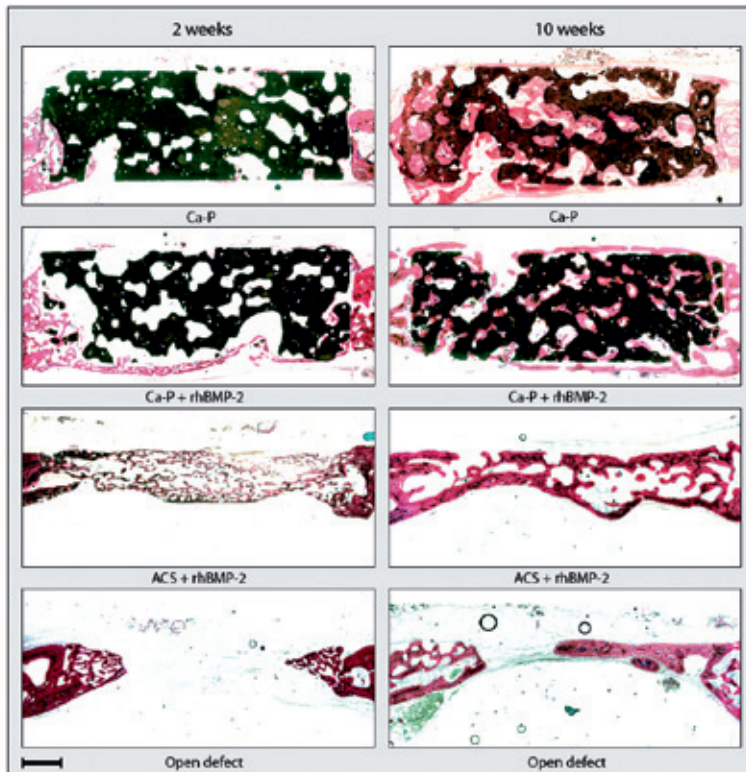 2 weeks 10 weeks
Ca-P Ca-P
Ca-P + rhBMP-2 Ca-P + rhBMP-2
ACS + rhBMP-2 ACS + rhBMP-2
Open defect Open defect